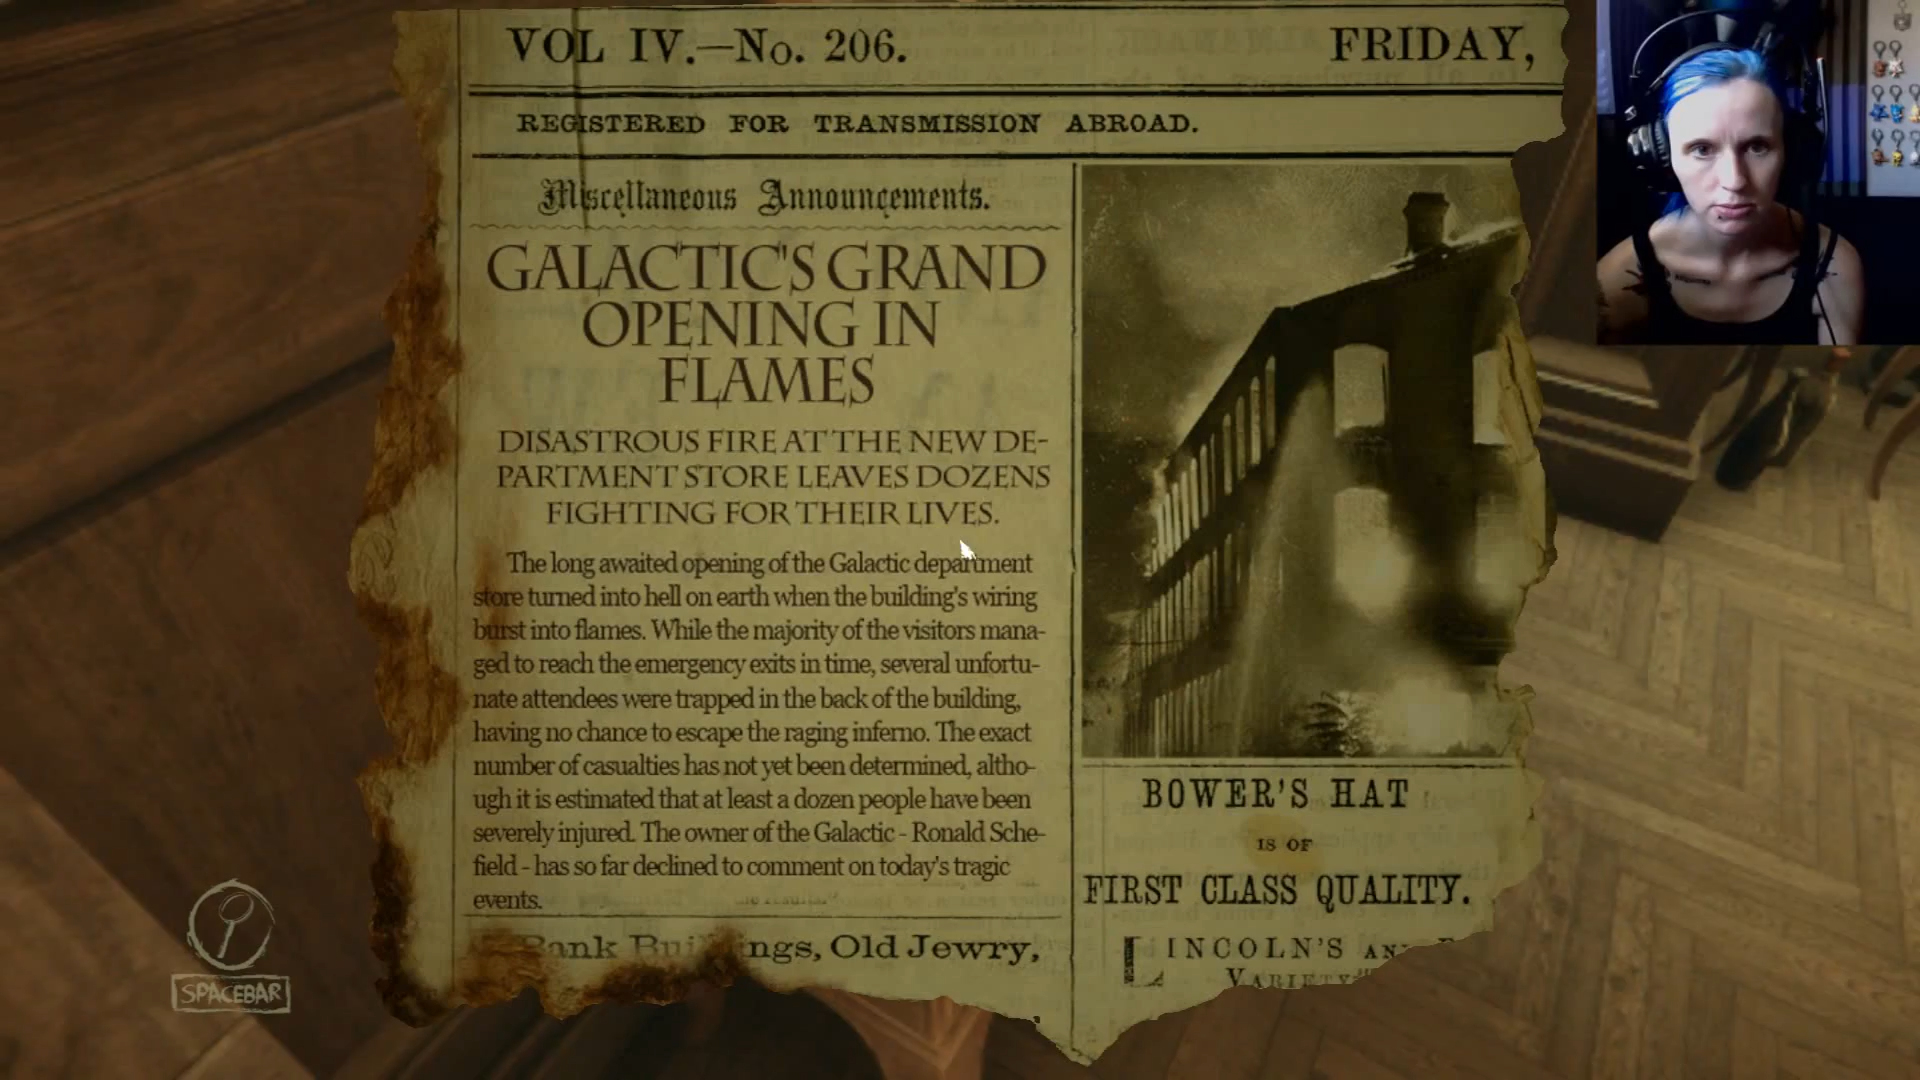 VOL IV.—No. 206.
FRIDAY,
REGISTERED FOR TRANSMISSION ABROAD.
Miscellaneous Announcements.
GALACTIC'S GRAND
OPENING IN
FLAMES
DISASTROUS FIRE AT THE NEW DE-
PARTMENT STORE LEAVES DOZENS
FIGHTING FOR THEIR LIVES.
The long awaited opening of the Galactic department
store turned into hell on earth when the building's wiring
burst into flames. While the majority of the visitors mana-
ged to reach the emergency exits in time, several unfortu-
nate attendees were trapped in the back of the building,
having no chance to escape the raging inferno. The exact
number of casualties has not yet been determined, altho-
ugh it is estimated that at least a dozen people have been
severely injured. The owner of the Galactic - Ronald Sche-
field - has so far declined to comment on today's tragic
events.
Old Jewry,
BOWER'S HAT
IS OF
FIRST CLASS QUALITY.
LINCOLN'S
VARIETY
SPACEBAR